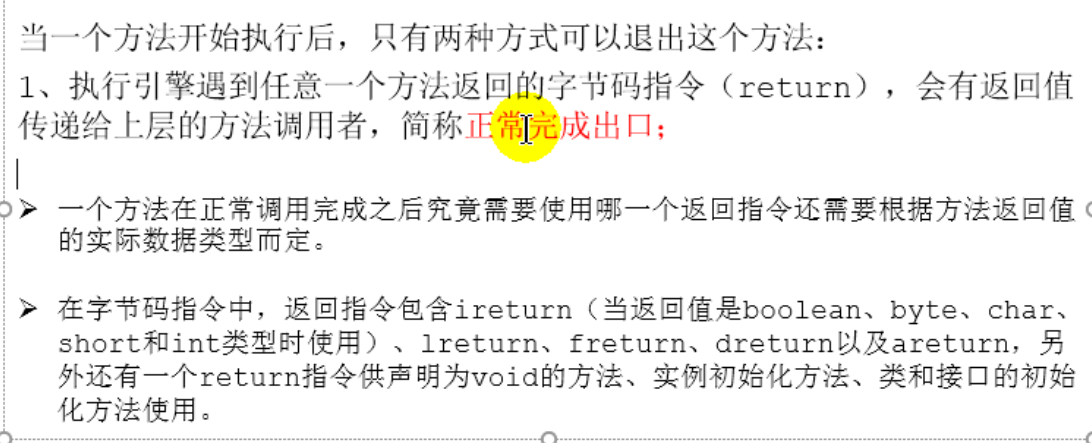 当一个方法开始执行后，只有两种方式可以退出这个方法：
1、执行引擎遇到任意一个方法返回的字节码指令（return），会有返回值
传递给上层的方法调用者，简称正常完成出口；
➢ 一个方法在正常调用完成之后究竟需要使用哪一个返回指令还需要根据方法返回值
的实际数据类型而定。
➢ 在字节码指令中，返回指令包含ireturn（当返回值是boolean、byte、char、
short和int类型时使用）、lreturn、freturn、dreturn以及areturn，另
外还有一个return指令供声明为void的方法、实例初始化方法、类和接口的初始
化方法使用。